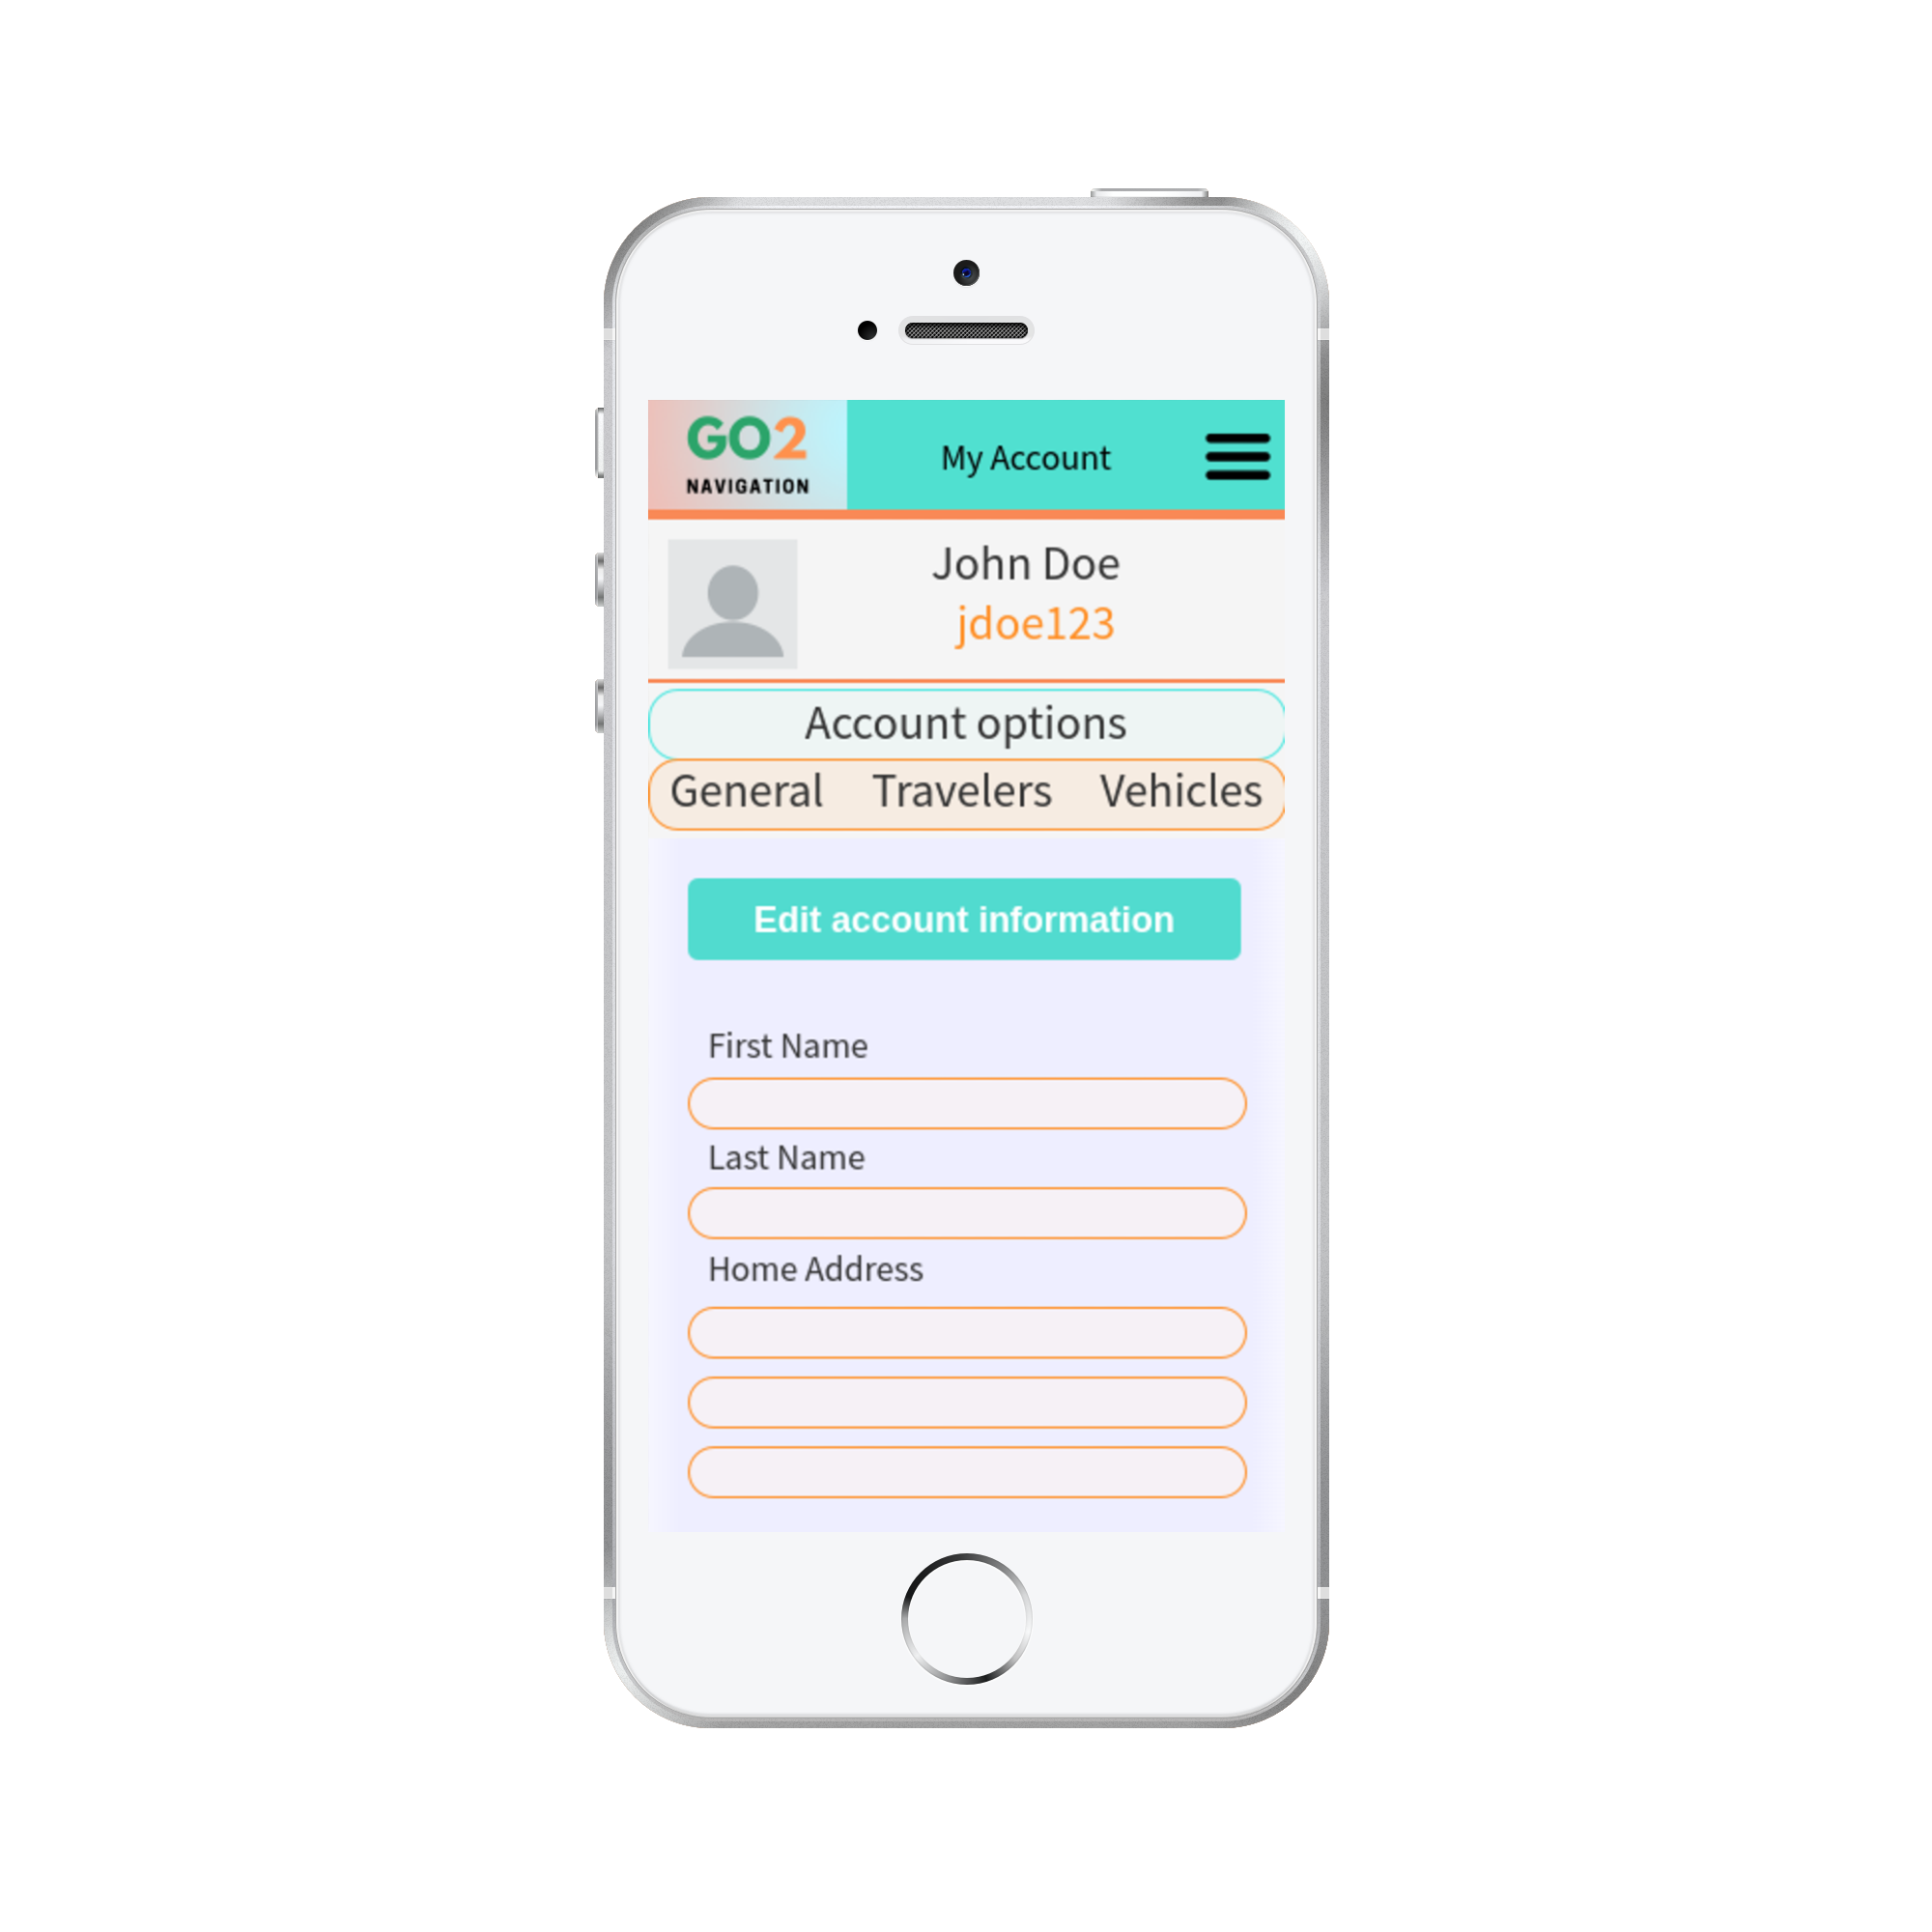 GO2
NAVIGATION
My Account
John Doe
jdoe123
Account options
General Travelers Vehicles
Edit account information
First Name
Last Name
Home Address